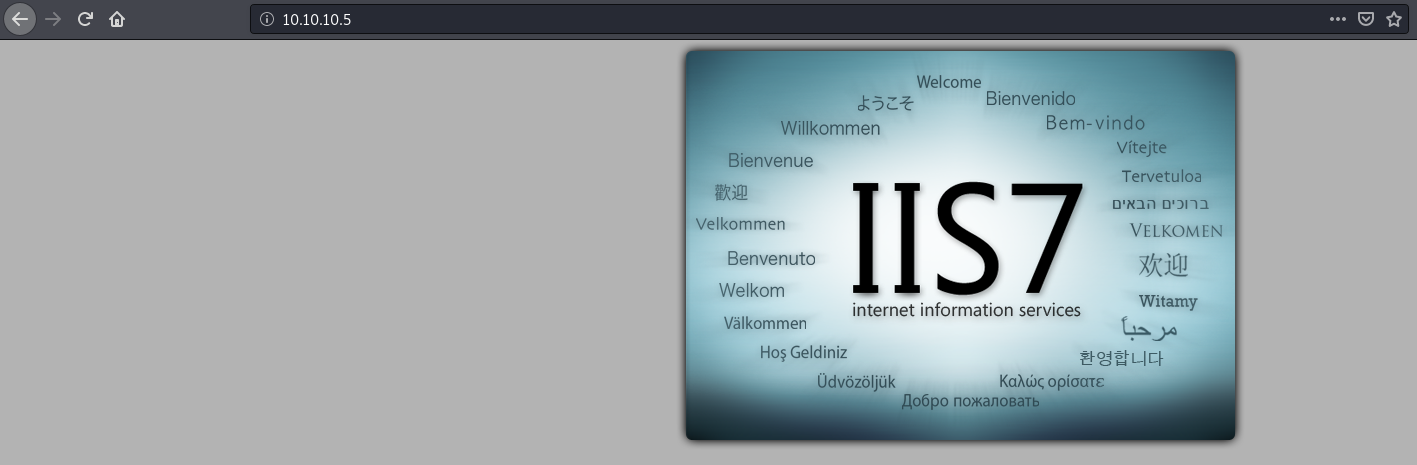 10.10.10.5
Welcome
ようこそ
Bienvenido
Willkommen
Bem-vindo
Bienvenue
Vítejte
歡迎
Tervetuloa
ברוכים הבאים
Velkommen
VELKOMEN
Benvenuto
欢迎
IIS7
Welkom
Witamy
internet information services
Välkommen
مرحباً
Hoş Geldiniz
환영합니다
Üdvözöljük
Καλώς ορίσατε
Добро пожаловать